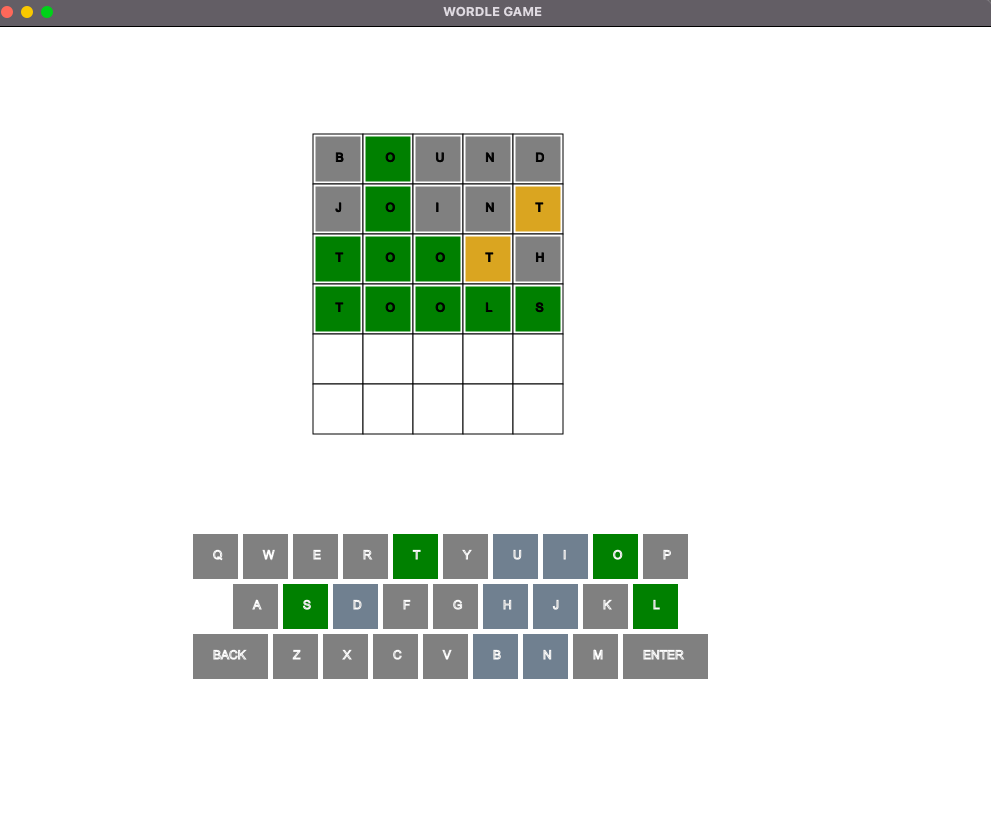 WORDLE GAME
B O U N D
J O I N T
T O O T H
T O O L S
Q W E R T Y U I O P
A S D F G H J K L
BACK Z X C V B N M ENTER